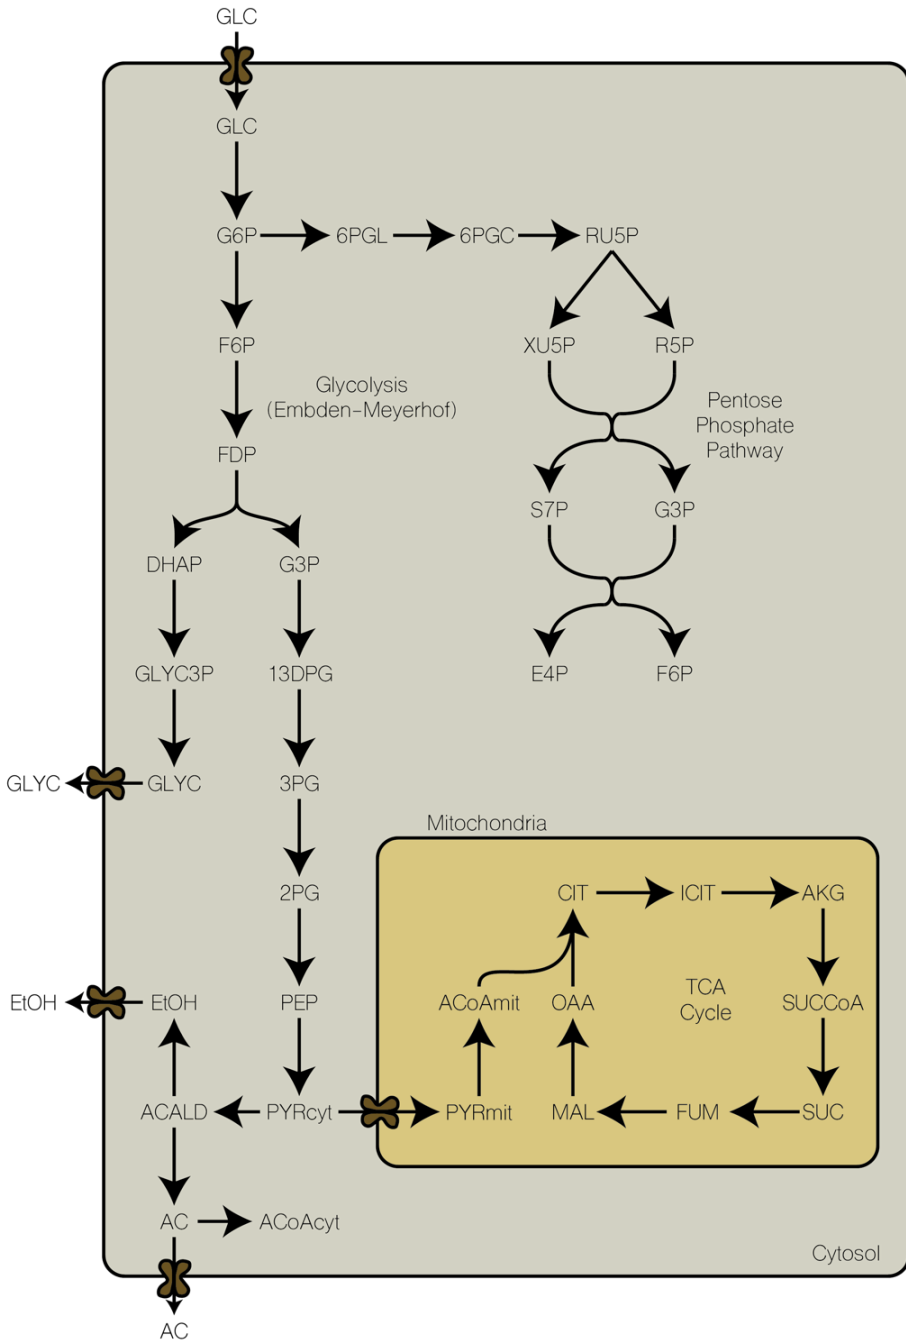 GLC
GLC
G6P
6PGL
6PGC
RU5P
F6P
XU5P
R5P
Glycolysis
(Embden–Meyerhof)
Pentose
Phosphate
Pathway
FDP
S7P
G3P
DHAP
G3P
GLYC3P
13DPG
E4P
F6P
GLYC
GLYC
3PG
Mitochondria
2PG
CIT
ICIT
AKG
EtOH
EtOH
PEP
ACoAmit
OAA
TCA
Cycle
SUCCoA
ACALD
PYRcyt
PYRmit
MAL
FUM
SUC
AC
ACoAcyt
Cytosol
AC